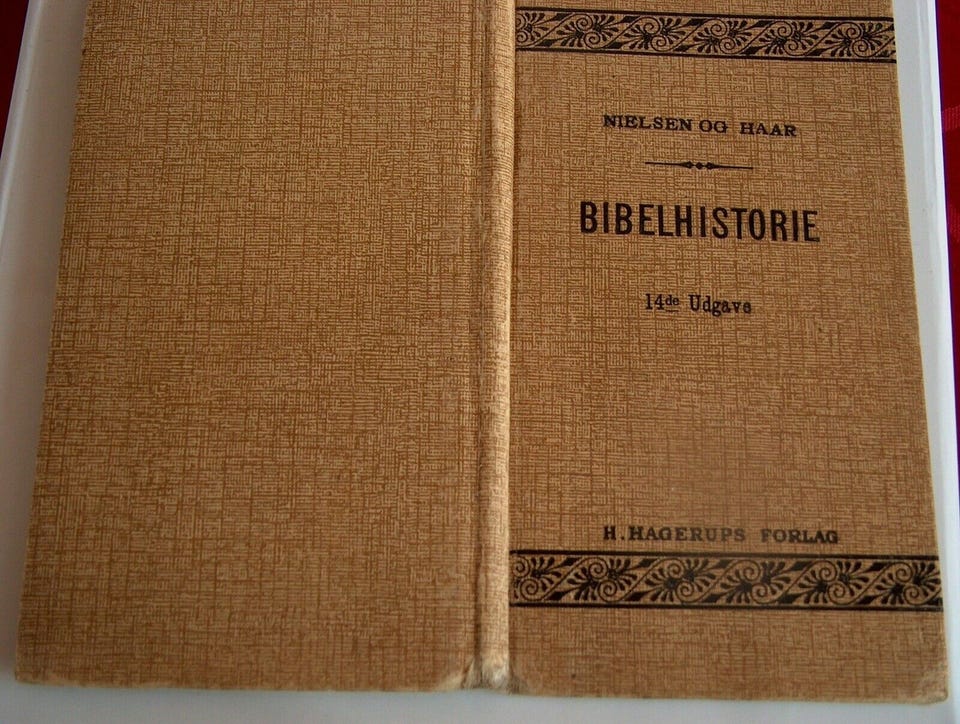 NIELSEN OG HAAR
BIBELHISTORIE
14de Udgave
H. HAGERUPS FORLAG